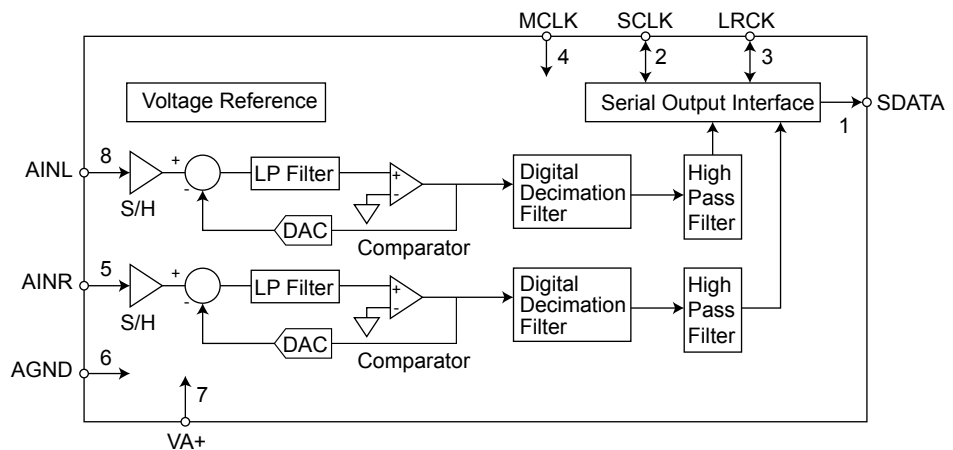 MCLK SCLK LRCK
4 2 3
Voltage Reference
Serial Output Interface
SDATA
1
AINL
8
+
-
S/H
LP Filter
+
-
DAC
Comparator
Digital
Decimation
Filter
High
Pass
Filter
AINR
5
+
-
S/H
LP Filter
+
-
DAC
Comparator
Digital
Decimation
Filter
High
Pass
Filter
AGND
6
7
VA+